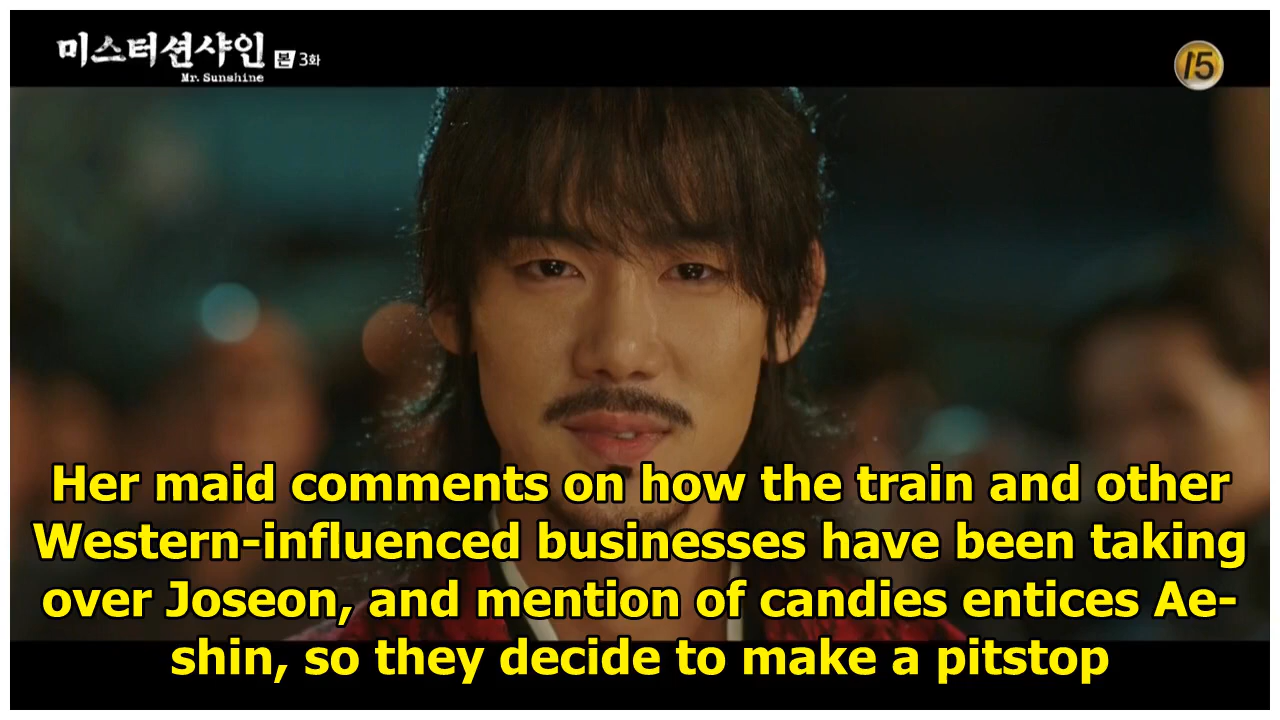 미스터션샤인 본 3화
Mr. Sunshine
15
Her maid comments on how the train and other
Western-influenced businesses have been taking
over Joseon, and mention of candies entices Ae-
shin, so they decide to make a pitstop